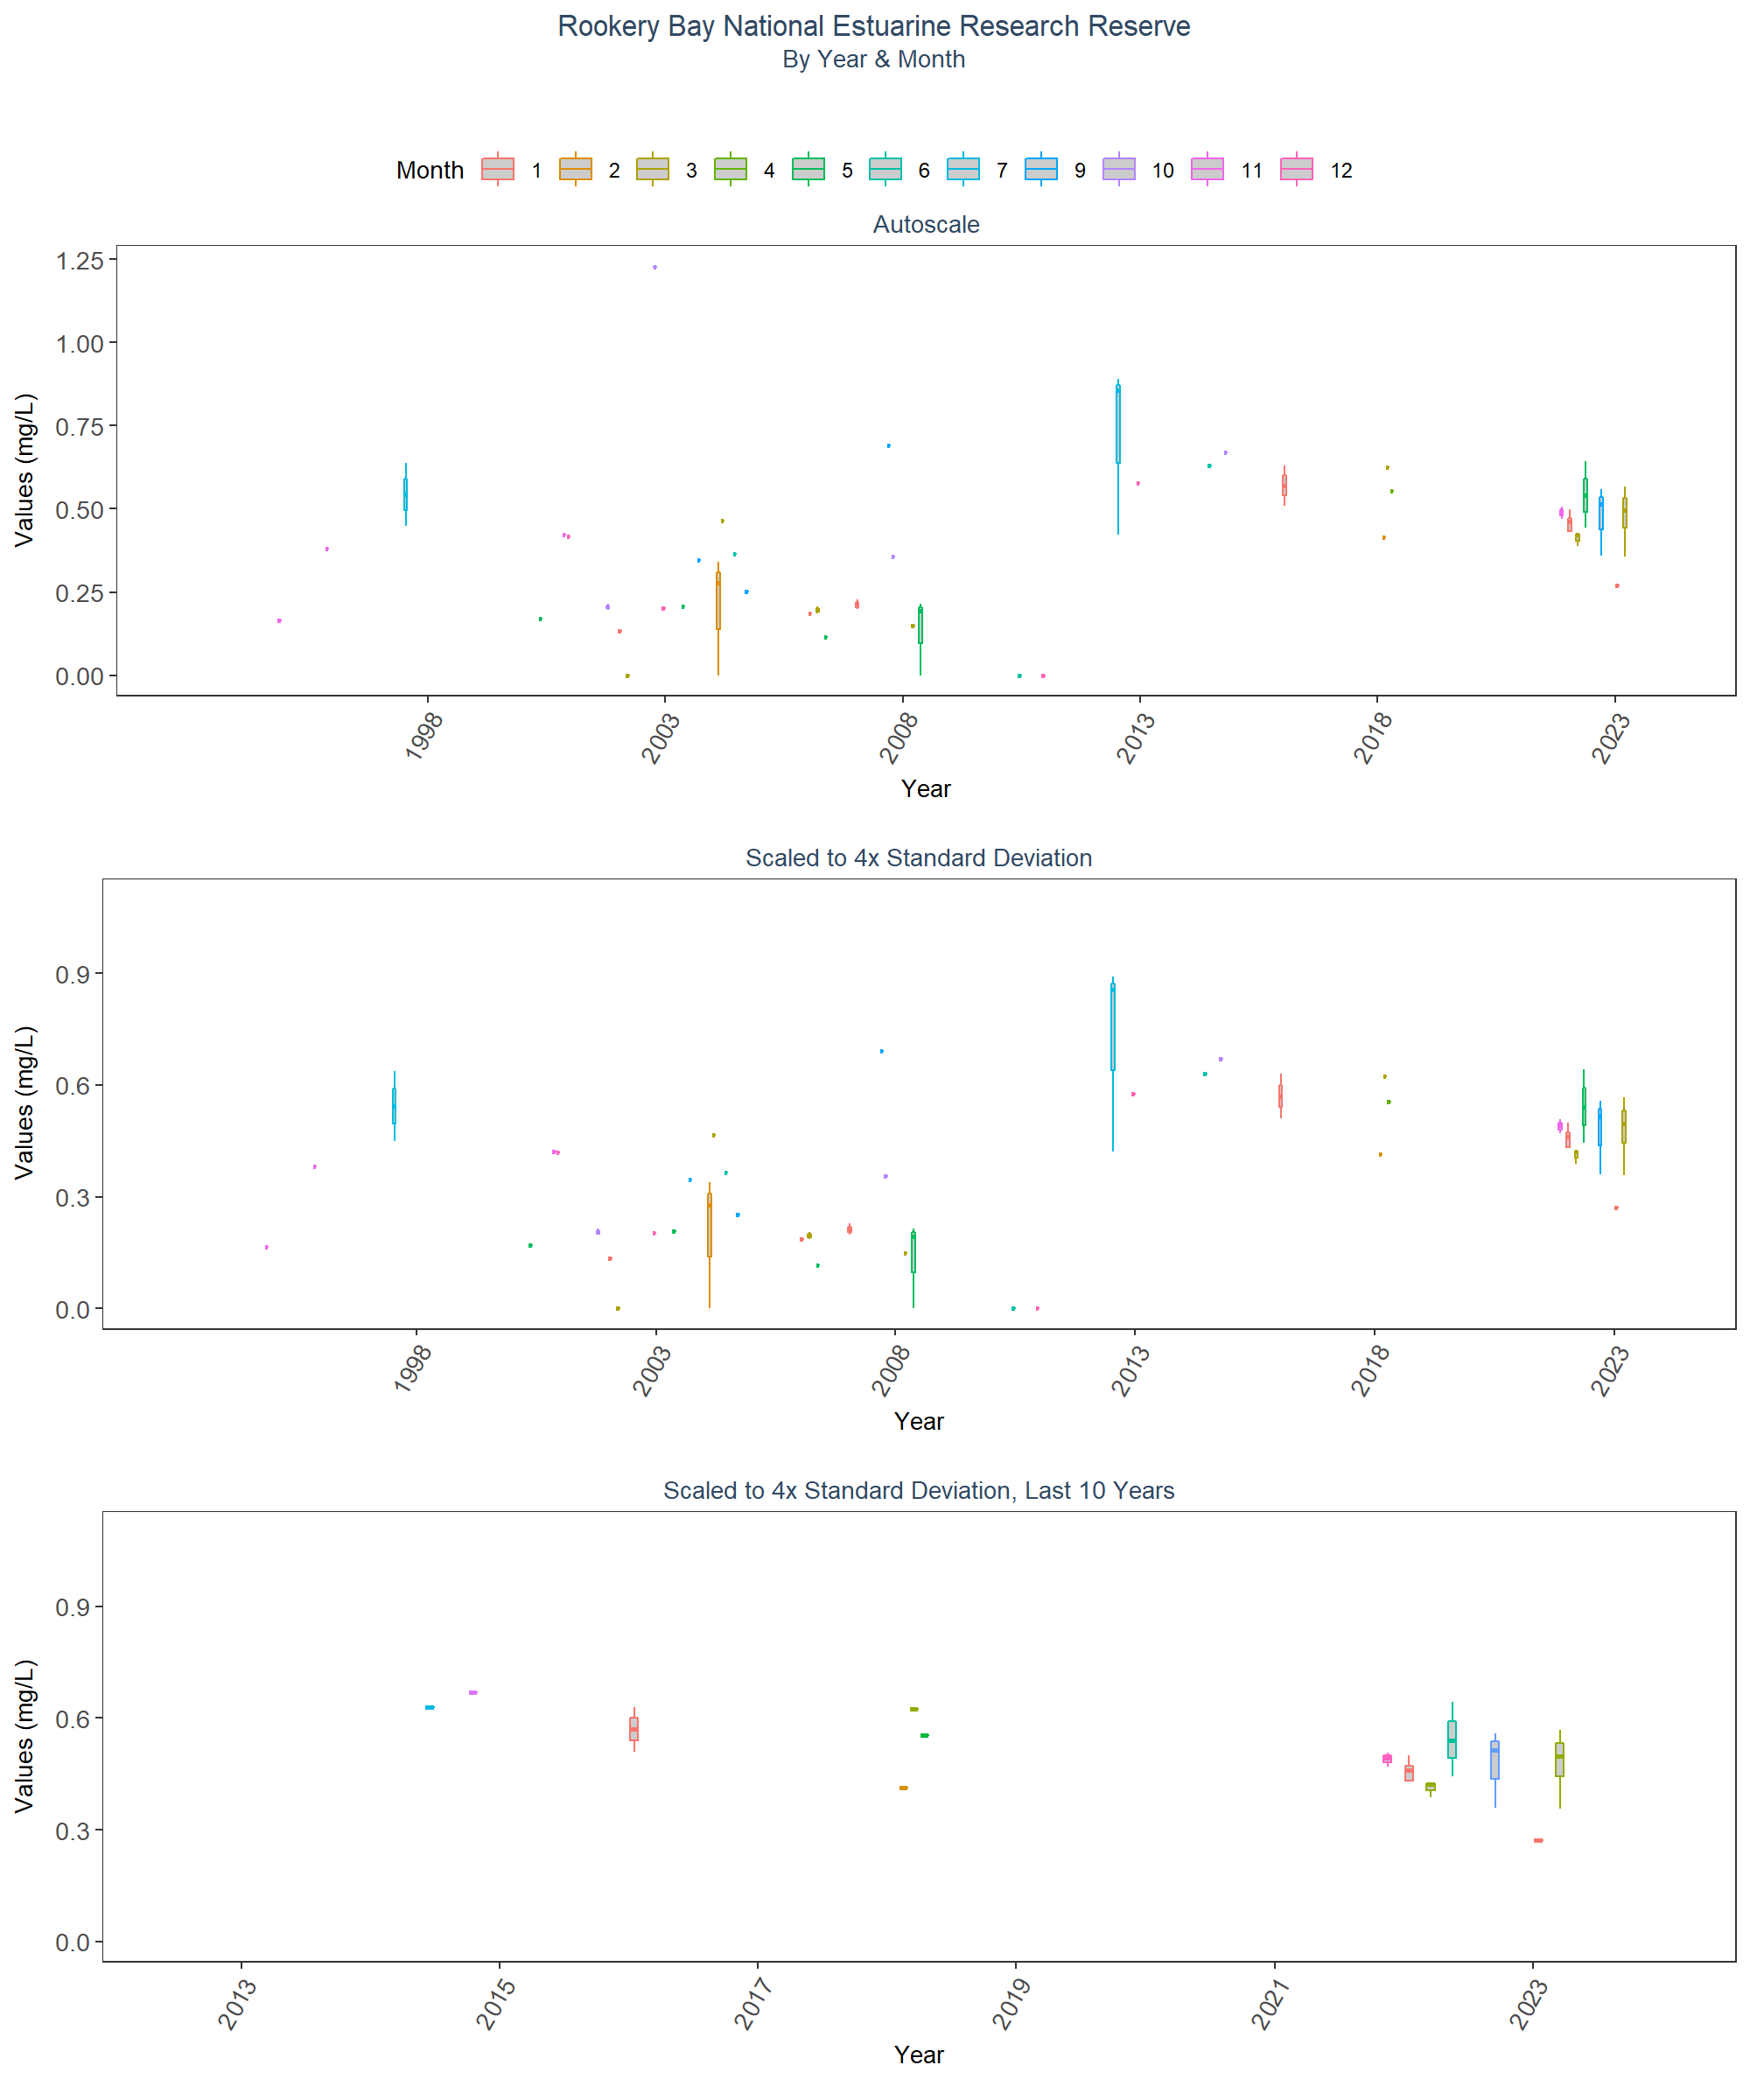 Rookery Bay National Estuarine Research Reserve
By Year & Month
Month 1 2 3 4 5 6 7 9 10 11 12
Autoscale
Values (mg/L)
1.25
1.00
0.75
0.50
0.25
0.00
1998 2003 2008 2013 2018 2023
Year
Scaled to 4x Standard Deviation
Values (mg/L)
0.9
0.6
0.3
0.0
1998 2003 2008 2013 2018 2023
Year
Scaled to 4x Standard Deviation, Last 10 Years
Values (mg/L)
0.9
0.6
0.3
0.0
2013 2015 2017 2019 2021 2023
Year